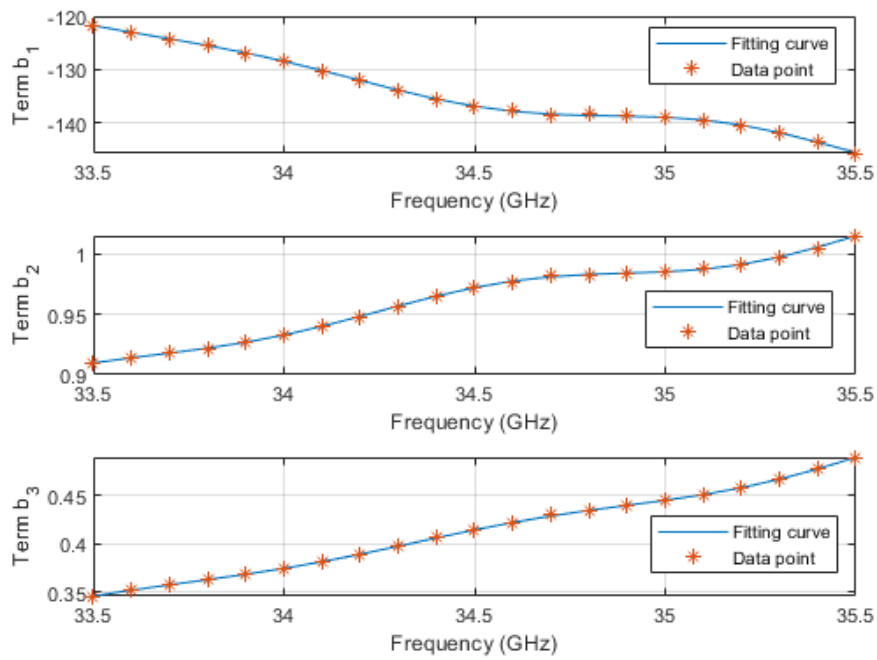 -120
-130
-140
Term b1
Fitting curve
Data point
33.5 34 34.5 35 35.5
Frequency (GHz)
1
0.95
0.9
Term b2
Fitting curve
Data point
33.5 34 34.5 35 35.5
Frequency (GHz)
0.45
0.4
0.35
Term b3
Fitting curve
Data point
33.5 34 34.5 35 35.5
Frequency (GHz)